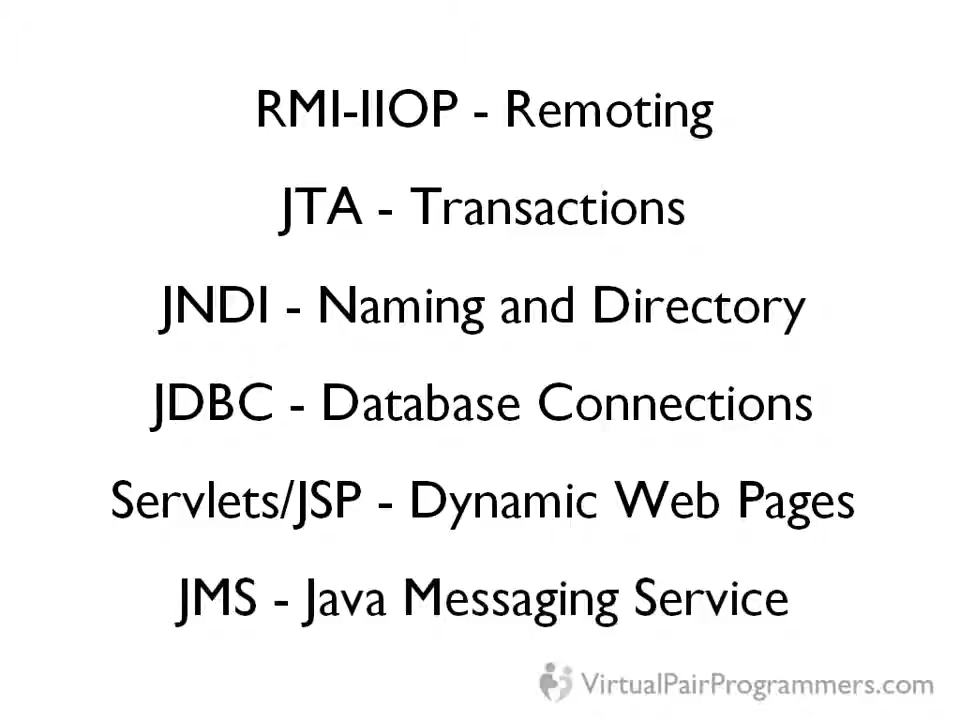 RMI-IIOP - Remoting
JTA - Transactions
JNDI - Naming and Directory
JDBC - Database Connections
Servlets/JSP - Dynamic Web Pages
JMS - Java Messaging Service
VirtualPairProgrammers.com